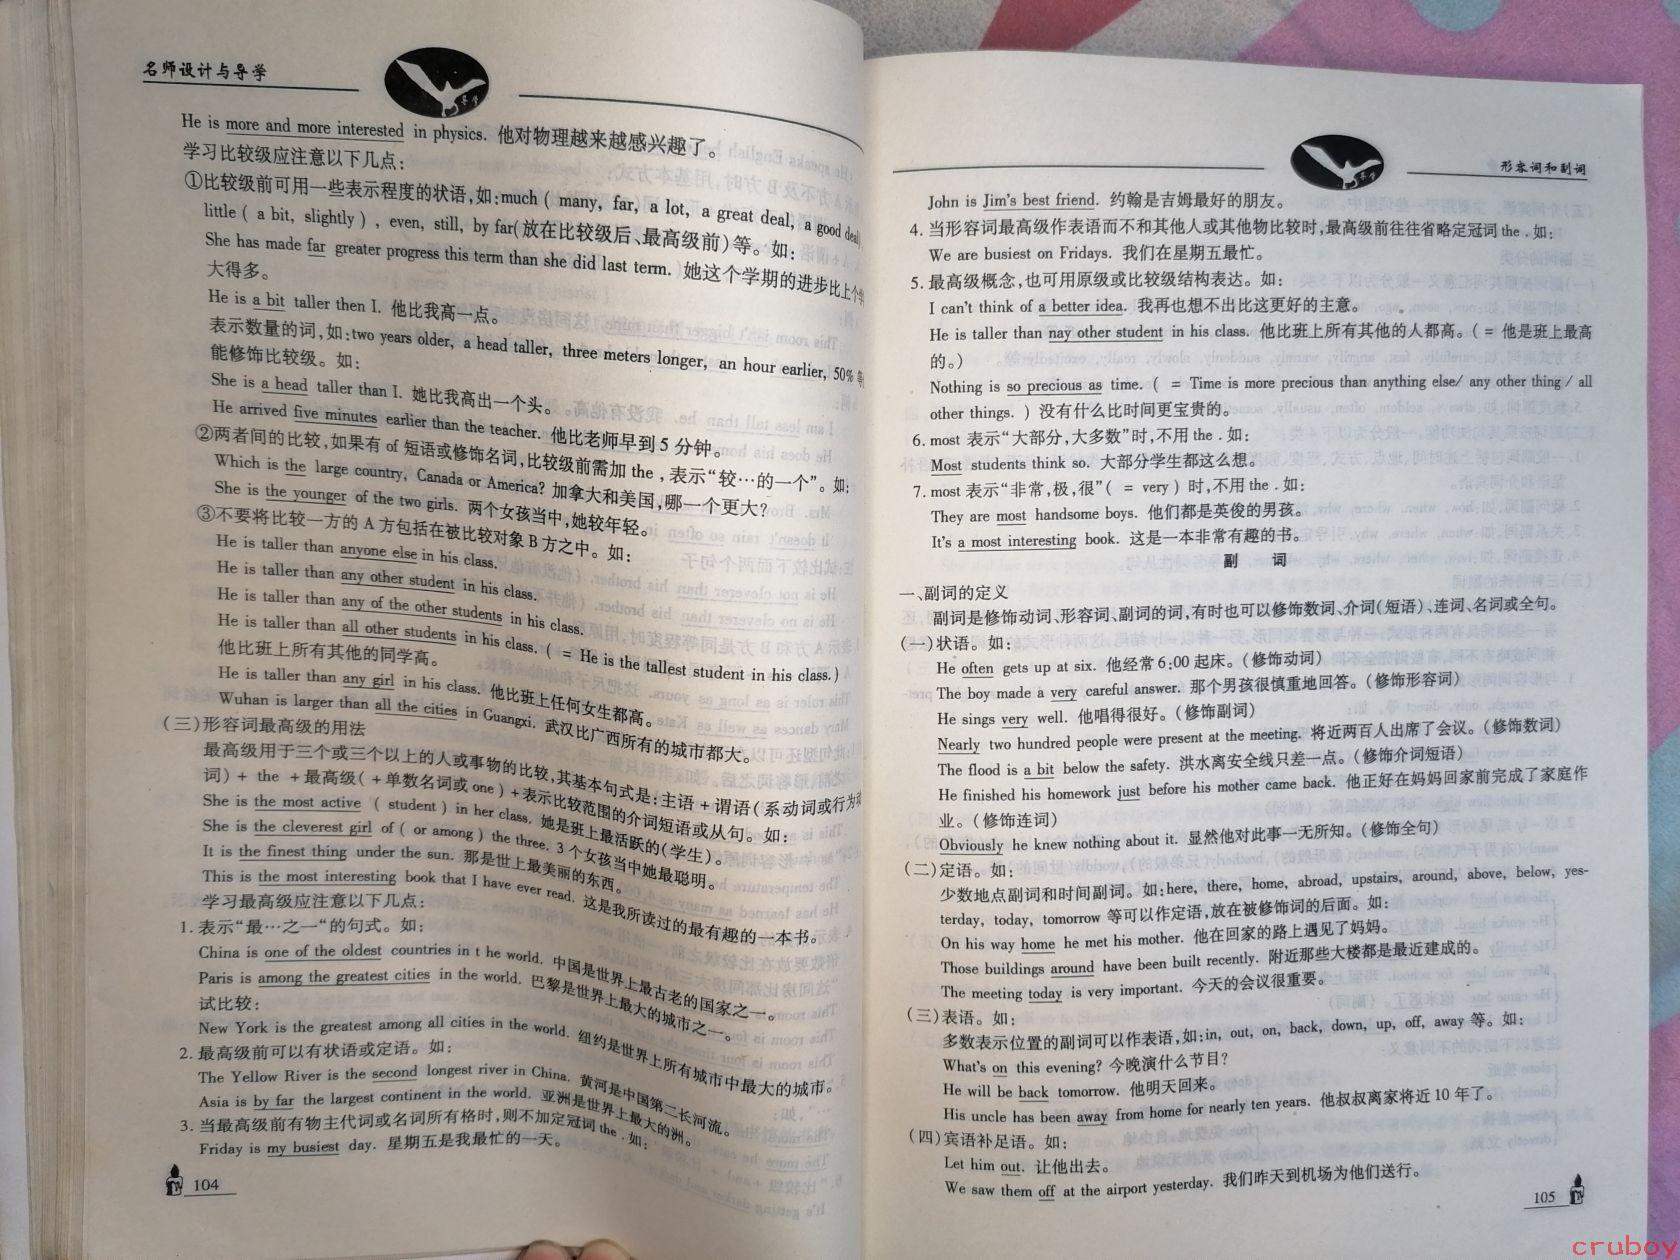 名师设计与导学
导学
He is more and more interested in physics. 他对物理越来越感兴趣了。
学习比较级应注意以下几点:
①比较级前可用一些表示程度的状语,如:much ( many, far, a lot, a great deal, a good deal),
little ( a bit, slightly ) , even, still, by far(放在比较级后、最高级前)等。如:
She has made far greater progress this term than she did last term. 她这个学期的进步比上个学
大得多。
He is a bit taller then I. 他比我高一点。
表示数量的词,如:two years older, a head taller, three meters longer, an hour earlier, 50% 等
能修饰比较级。如:
She is a head taller than I. 她比我高出一个头。
He arrived five minutes earlier than the teacher. 他比老师早到5分钟。
②两者间的比较,如果有of 短语或修饰名词,比较级前需加the,表示“较…的一个”。如:
Which is the large country, Canada or America? 加拿大和美国,哪一个更大?
She is the younger of the two girls. 两个女孩当中,她较年轻。
③不要将比较一方的A方包括在被比较对象B方之中。如:
He is taller than anyone else in his class.
He is taller than any other student in his class.
He is taller than any of the other students in his class.
He is taller than all other students in his class. ( = He is the tallest student in his class.)
他比班上所有其他的同学高。
He is taller than any girl in his class. 他比班上任何女生都高。
Wuhan is larger than all the cities in Guangxi. 武汉比广西所有的城市都大。
(三)形容词最高级的用法
最高级用于三个或三个以上的人或事物的比较,其基本句式是:主语 + 谓语(系动词或行为动
词) + the +最高级( +单数名词或 one) +表示比较范围的介词短语或从句。如:
She is the most active ( student ) in her class. 她是班上最活跃的(学生)。
She is the cleverest girl of ( or among ) the three. 3个女孩当中她最聪明。
It is the finest thing under the sun. 那是世上最美丽的东西。
This is the most interesting book that I have ever read. 这是我所读过的最有趣的一本书。
学习最高级应注意以下几点:
1. 表示“最…之一“的句式。如:
China is one of the oldest countries in t he world. 中国是世界上最古老的国家之一。
Paris is among the greatest cities in the world. 巴黎是世界上最大的城市之一。
试比较:
New York is the greatest among all cities in the world. 纽约是世界上所有城市中最大的城市。
2. 最高级前可以有状语或定语。如:
The Yellow River is the second longest river in China. 黄河是中国第二长河流。
Asia is by far the largest continent in the world. 亚洲是世界上最大的洲。
3. 当最高级前有物主代词或名词所有格时,则不加定冠词the . 如:
Friday is my busiest day. 星期五是我最忙的一天。
104
形容词和副词
导学
John is Jim's best friend. 约翰是吉姆最好的朋友。
4. 当形容词最高级作表语而不和其他人或其他物比较时,最高级前往往省略定冠词the . 如:
We are busiest on Fridays. 我们在星期五最忙。
5. 最高级概念,也可用原级或比较级结构表达。如:
I can't think of a better idea. 我再也想不出比这更好的主意。
He is taller than nay other student in his class. 他比班上所有其他的人都高。( = 他是班上最高
的。)
Nothing is so precious as time. ( = Time is more precious than anything else/ any other thing / all
other things. ) 没有什么比时间更宝贵的。
6. most 表示“大部分,大多数”时,不用the . 如:
Most students think so. 大部分学生都这么想。
7. most 表示“非常,极,很”( = very ) 时,不用the . 如:
They are most handsome boys. 他们都是英俊的男孩。
It's a most interesting book. 这是一本非常有趣的书。
副 词
一、副词的定义
副词是修饰动词、形容词、副词的词,有时也可以修饰数词、介词(短语)、连词、名词或全句。
(一)状语。如:
He often gets up at six. 他经常6:00起床。(修饰动词)
The boy made a very careful answer. 那个男孩很慎重地回答。(修饰形容词)
He sings very well. 他唱得很好。(修饰副词)
Nearly two hundred people were present at the meeting. 将近两百人出席了会议。(修饰数词)
The flood is a bit below the safety. 洪水离安全线只差一点。(修饰介词短语)
He finished his homework just before his mother came back. 他正好在妈妈回家前完成了家庭作
业。(修饰连词)
Obviously he knew nothing about it. 显然他对此事一无所知。(修饰全句)
(二)定语。如:
少数地点副词和时间副词。如:here, there, home, abroad, upstairs, around, above, below, yes-
terday, today, tomorrow 等可以作定语,放在被修饰词的后面。如:
On his way home he met his mother. 他在回家的路上遇见了妈妈。
Those buildings around have been built recently. 附近那些大楼都是最近建成的。
The meeting today is very important. 今天的会议很重要。
(三)表语。如:
多数表示位置的副词可以作表语,如:in, out, on, back, down, up, off, away 等。如:
What's on this evening? 今晚演什么节目?
He will be back tomorrow. 他明天回来。
His uncle has been away from home for nearly ten years. 他叔叔离家将近10年了。
(四)宾语补足语。如:
Let him out. 让他出去。
We saw them off at the airport yesterday. 我们昨天到机场为他们送行。
105
cruboy